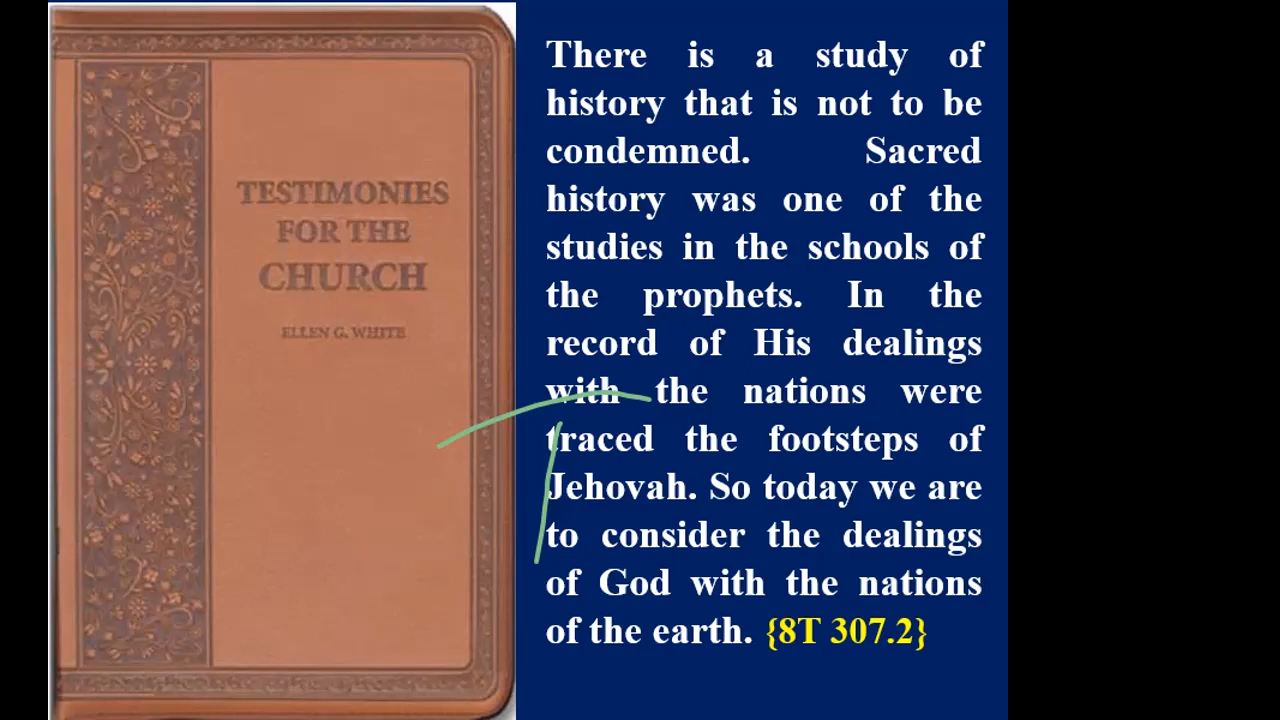 TESTIMONIES
FOR THE
CHURCH
ELLEN G. WHITE
There is a study of
history that is not to be
condemned. Sacred
history was one of the
studies in the schools of
the prophets. In the
record of His dealings
with the nations were
traced the footsteps of
Jehovah. So today we are
to consider the dealings
of God with the nations
of the earth. {8T 307.2}